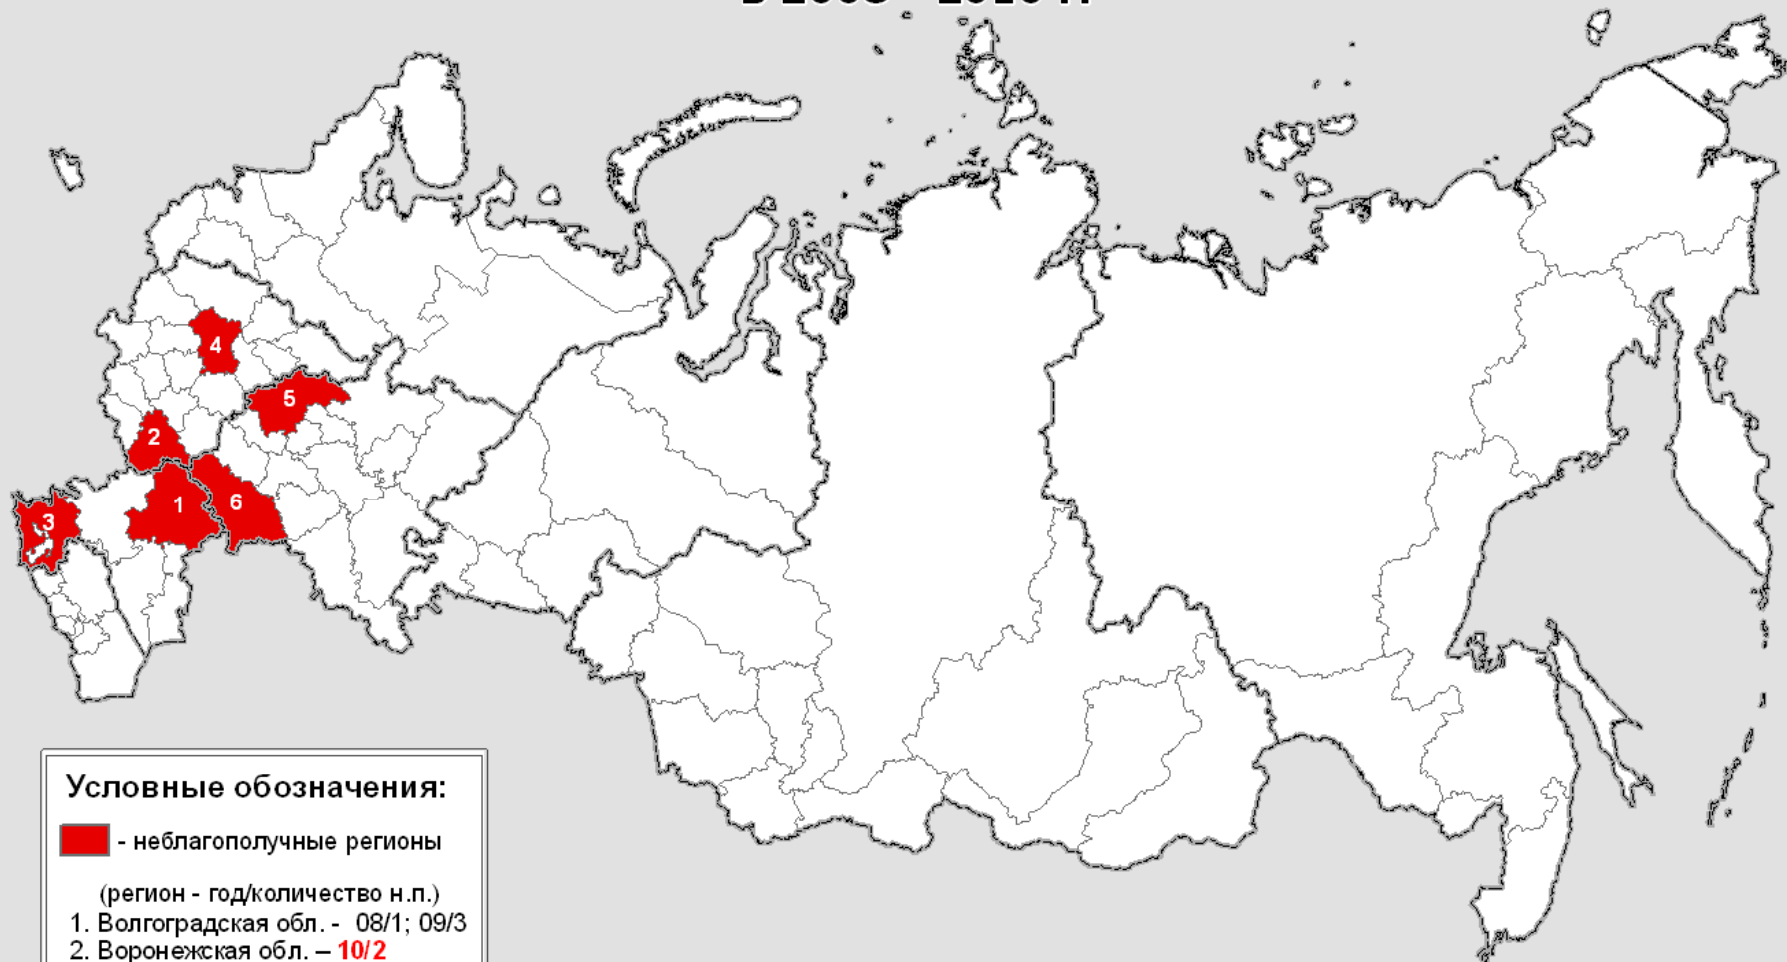 4
5
2
1
6
3
Условные обозначения:
- неблагополучные регионы
(регион - год/количество н.п.)
1. Волгоградская обл. - 08/1; 09/3
2. Воронежская обл. – 10/2